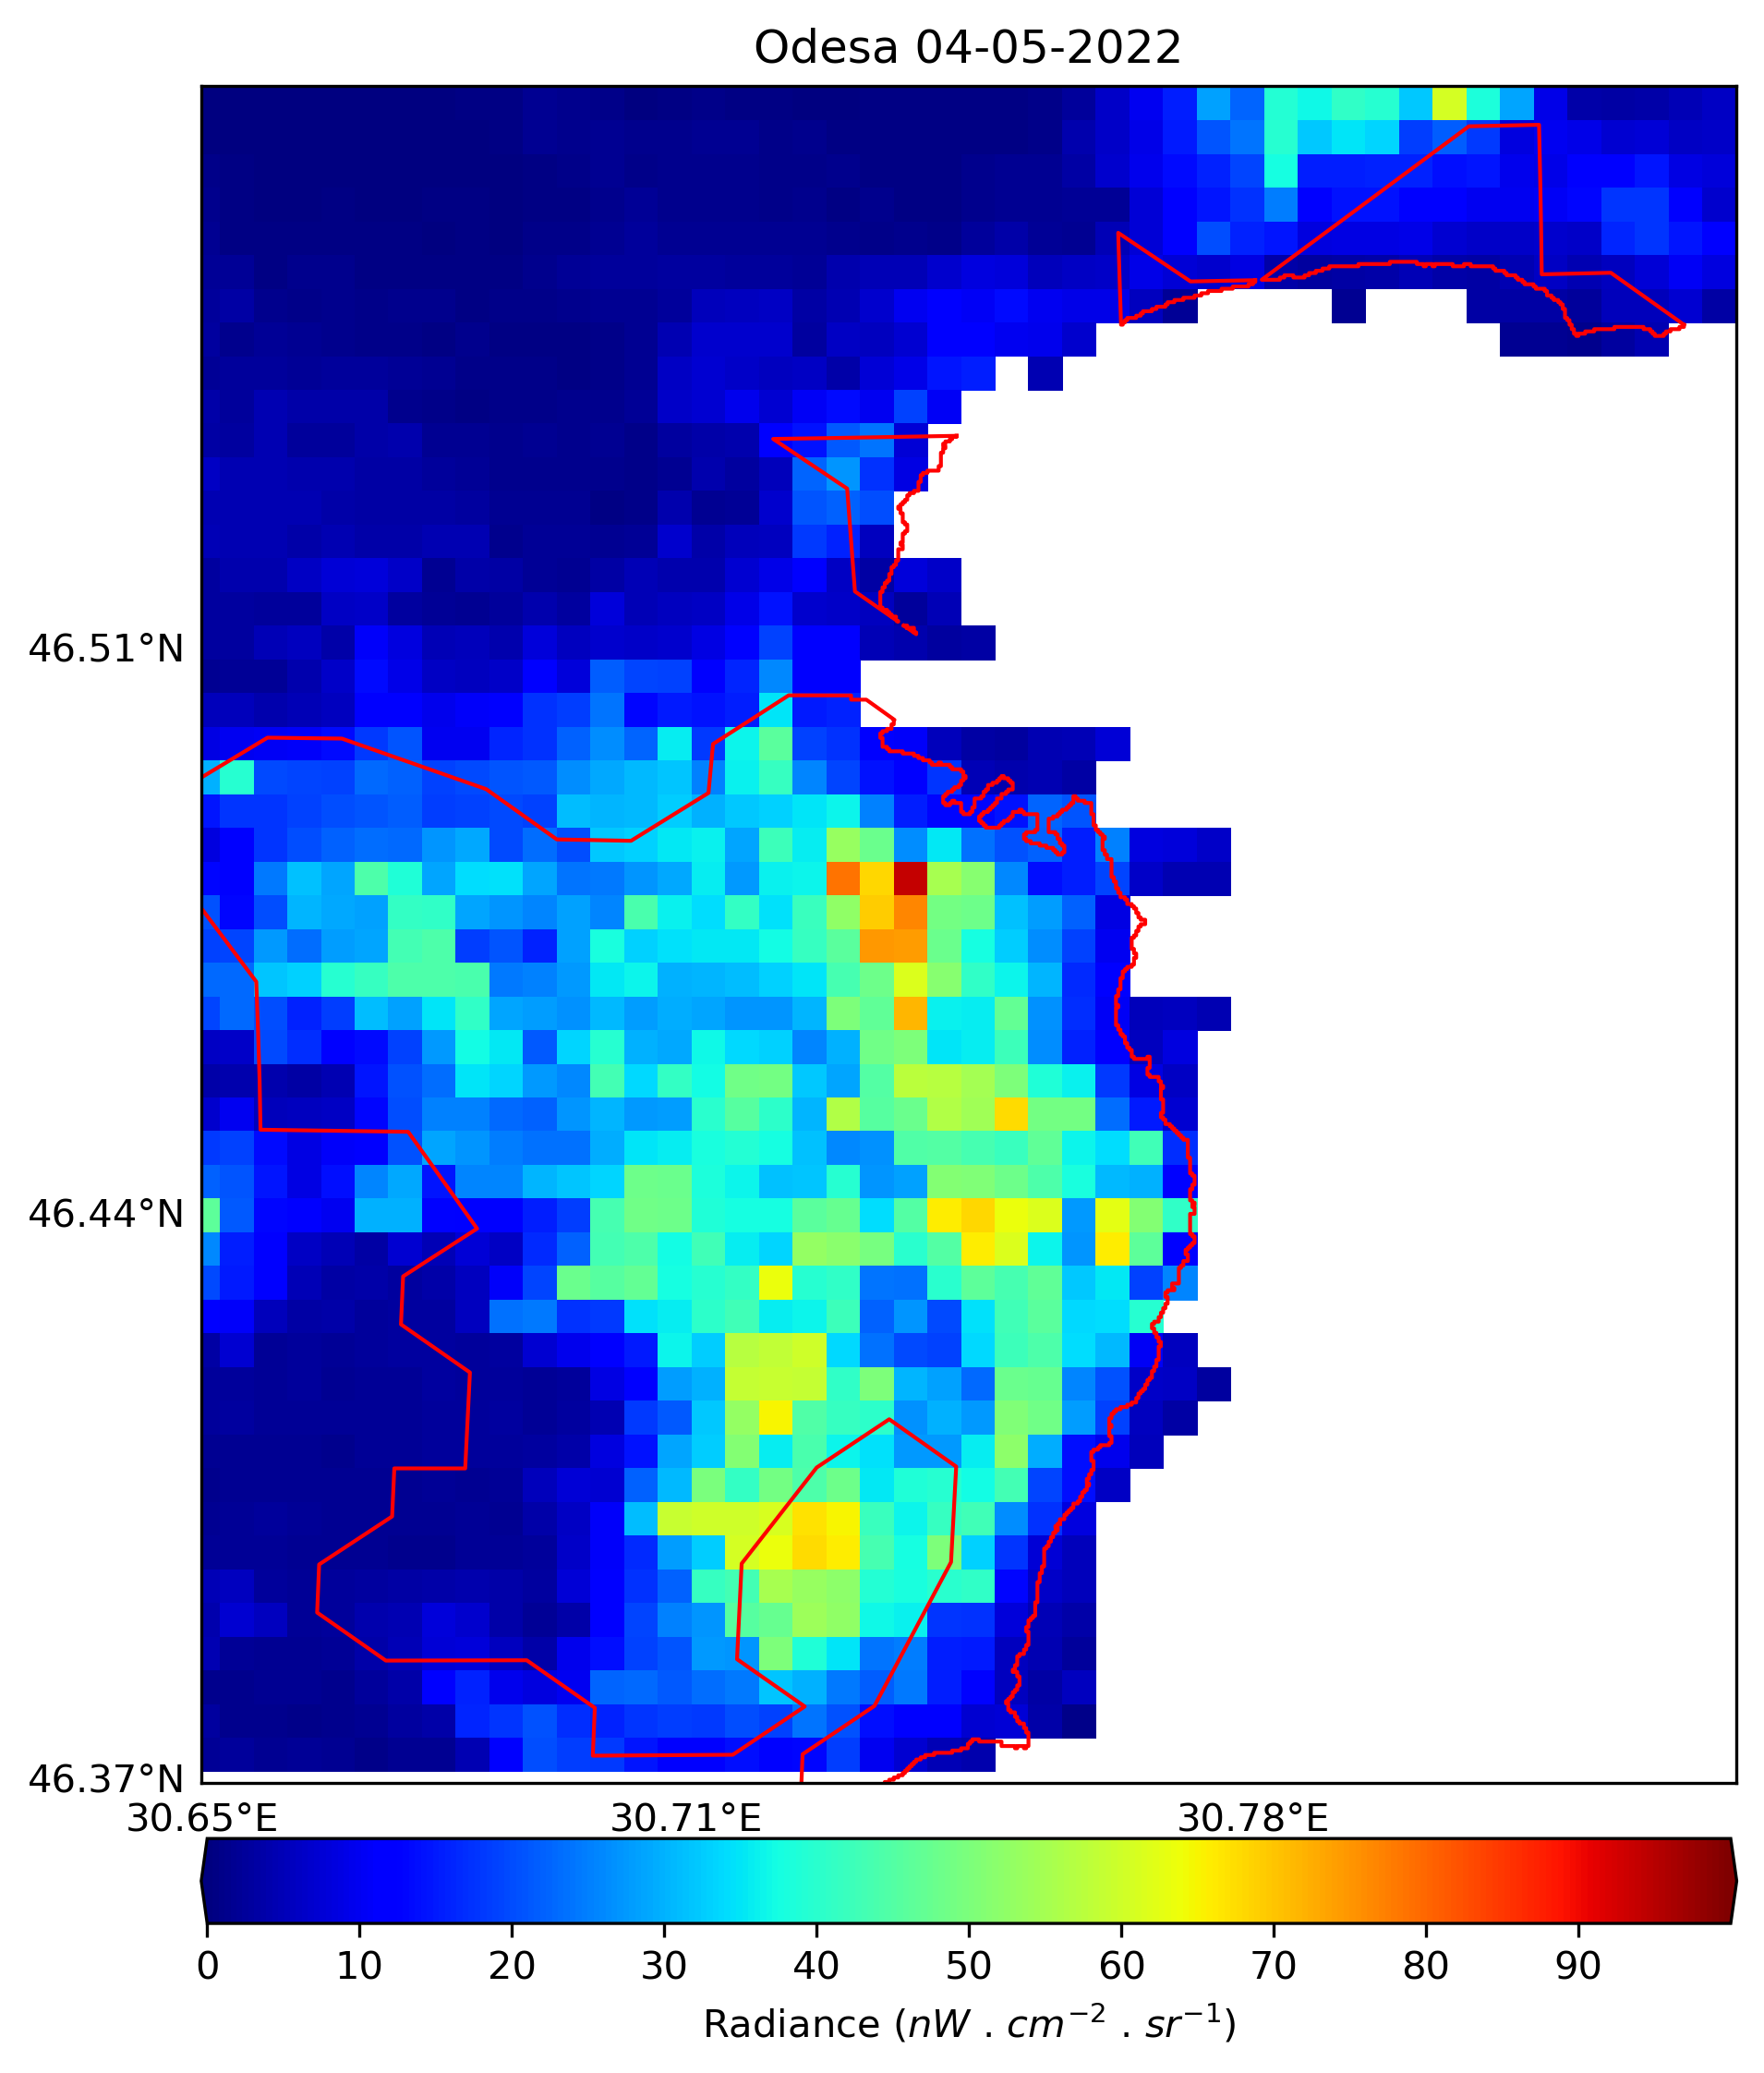 Odesa 04-05-2022
46.51°N
46.44°N
46.37°N
30.65°E 30.71°E 30.78°E
0 10 20 30 40 50 60 70 80 90
Radiance (nW . cm⁻² . sr⁻¹)